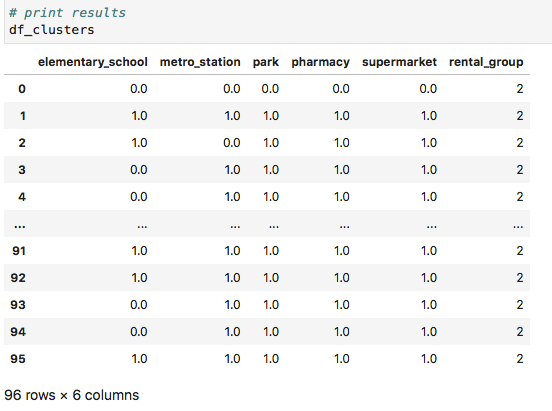 # print results
df_clusters
elementary_school metro_station park pharmacy supermarket rental_group
0 0.0 0.0 0.0 0.0 0.0 2
1 1.0 1.0 1.0 1.0 1.0 2
2 1.0 0.0 1.0 1.0 1.0 2
3 0.0 1.0 1.0 1.0 1.0 2
4 0.0 1.0 1.0 1.0 1.0 2
... ... ... ... ... ... ...
91 1.0 1.0 1.0 1.0 1.0 2
92 1.0 1.0 1.0 1.0 1.0 2
93 0.0 1.0 1.0 1.0 1.0 2
94 0.0 1.0 1.0 1.0 1.0 2
95 1.0 1.0 1.0 1.0 1.0 2
96 rows × 6 columns